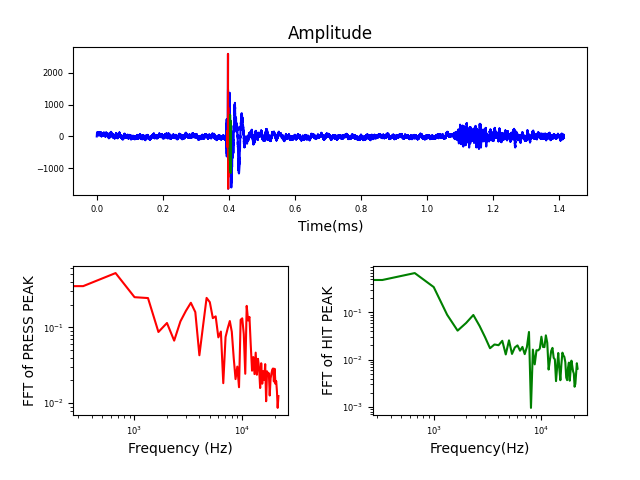 Amplitude
2000
1000
0
−1000
0.0 0.2 0.4 0.6 0.8 1.0 1.2 1.4
Time(ms)
FFT of PRESS PEAK
10⁻¹
10⁻²
10³ 10⁴
Frequency (Hz)
FFT of HIT PEAK
10⁻¹
10⁻²
10⁻³
10³ 10⁴
Frequency(Hz)